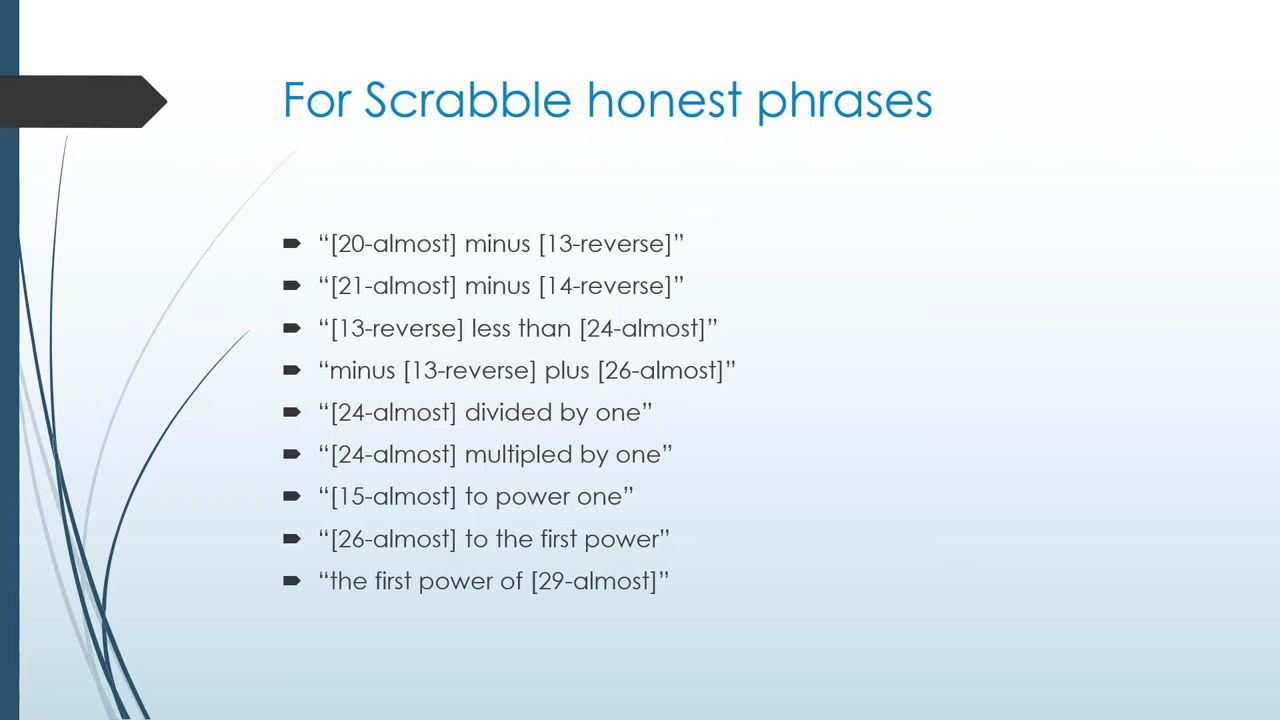 For Scrabble honest phrases
“[20-almost] minus [13-reverse]”
“[21-almost] minus [14-reverse]”
“[13-reverse] less than [24-almost]”
“minus [13-reverse] plus [26-almost]”
“[24-almost] divided by one”
“[24-almost] multipled by one”
“[15-almost] to power one”
“[26-almost] to the first power”
“the first power of [29-almost]”